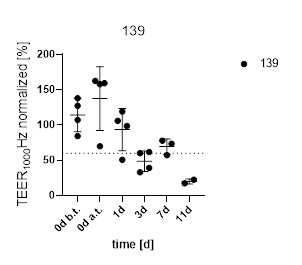 139
TEER1000Hz normalized [%]
200
150
100
50
0
139
0d b.t.
0d a.t.
1d
3d
7d
11d
time [d]